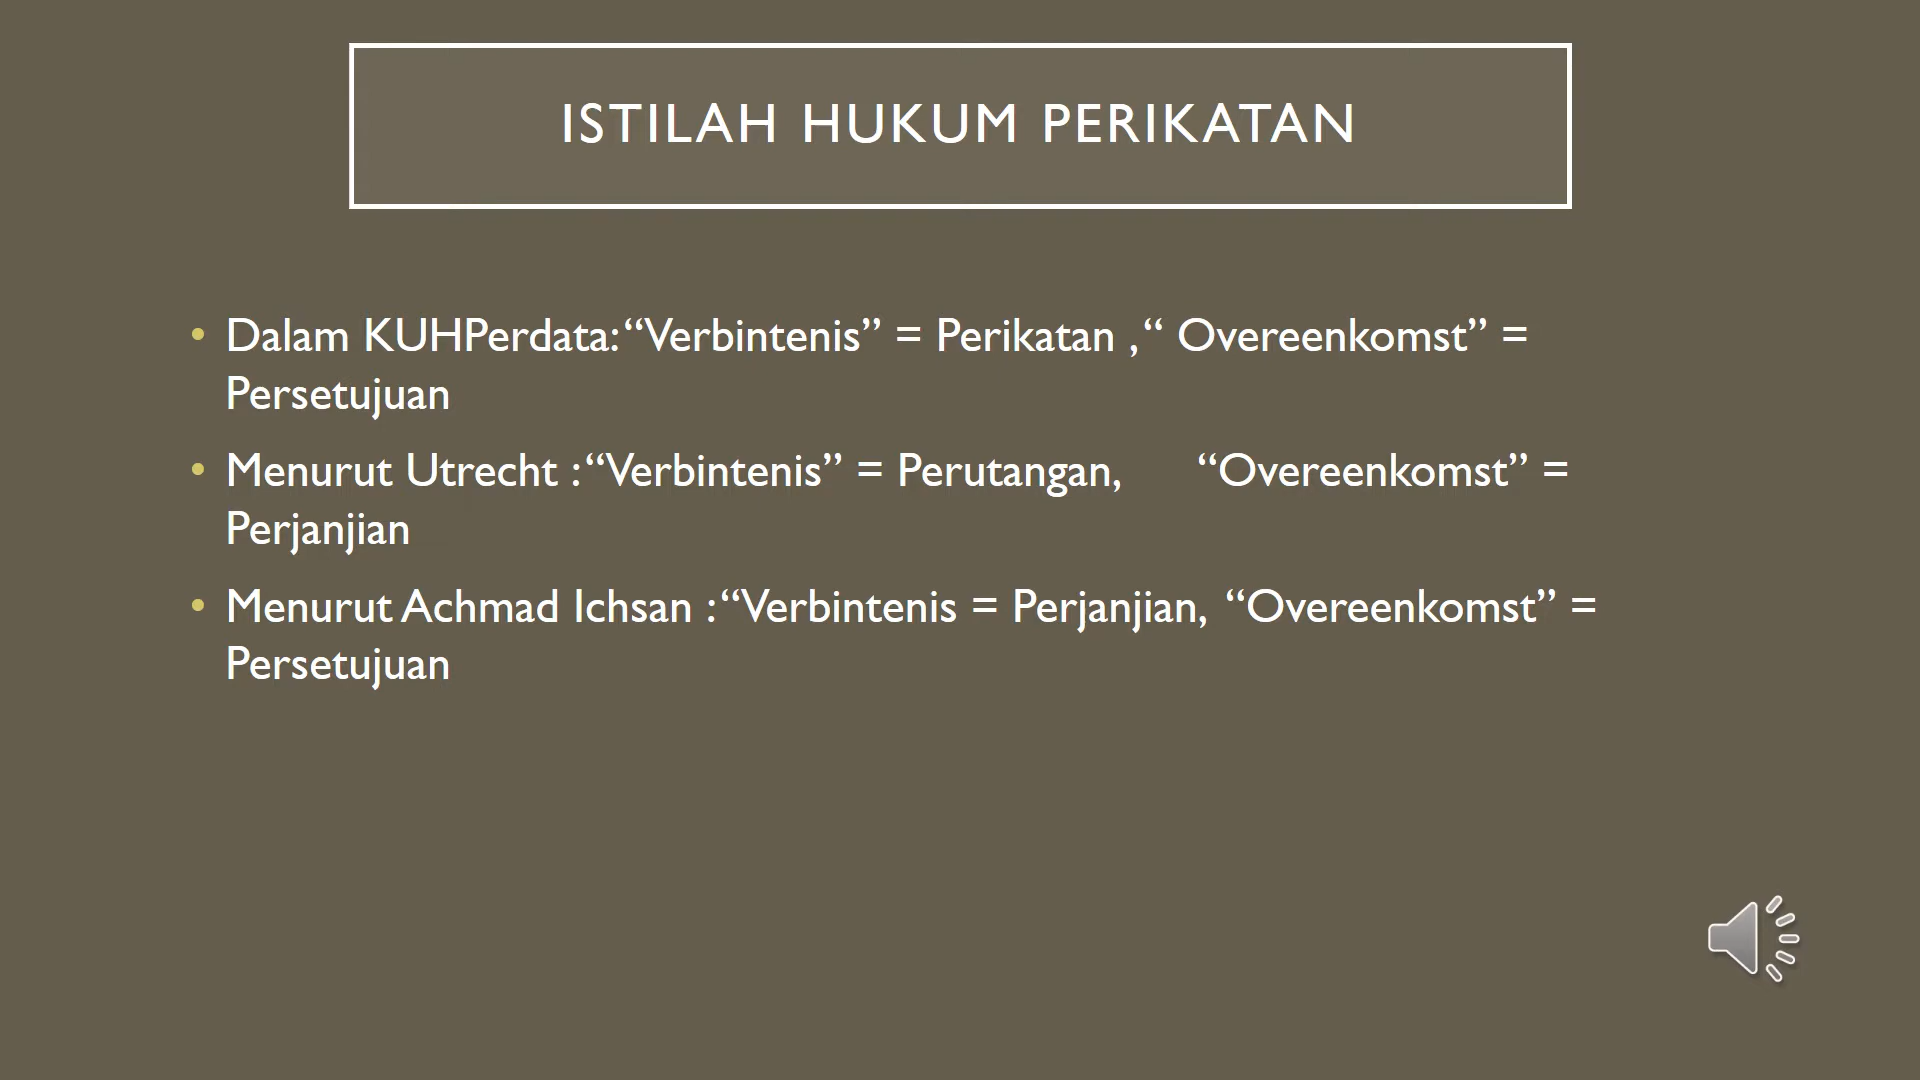 ISTILAH HUKUM PERIKATAN
• Dalam KUHPerdata: “Verbintenis” = Perikatan , “ Overeenkomst” =
Persetujuan
• Menurut Utrecht : “Verbintenis” = Perutangan, “Overeenkomst” =
Perjanjian
• Menurut Achmad Ichsan : “Verbintenis = Perjanjian, “Overeenkomst” =
Persetujuan